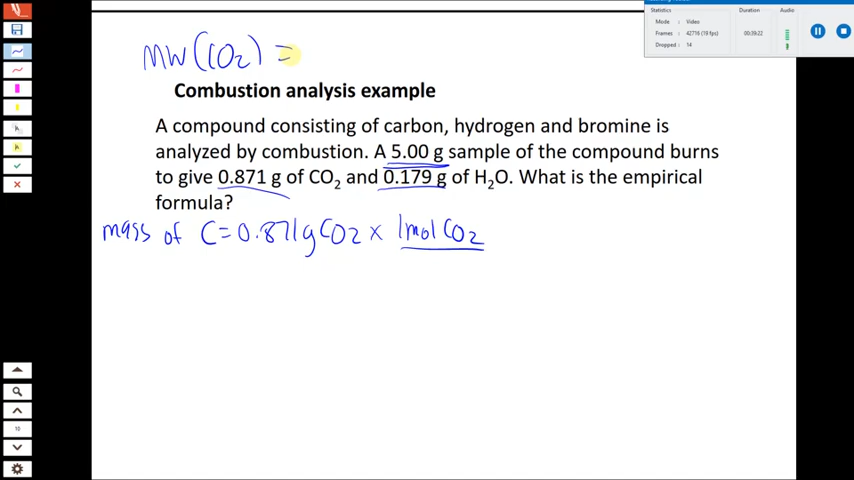 Statistics
Duration
Audio
Mode: Video
00:39:22
Frames: 42716 (18 fps)
Dropped: 14
MW(CO₂) =
Combustion analysis example
A compound consisting of carbon, hydrogen and bromine is
analyzed by combustion. A 5.00 g sample of the compound burns
to give 0.871 g of CO₂ and 0.179 g of H₂O. What is the empirical
formula?
mass of C = 0.871g CO₂ x 1mol CO₂
10